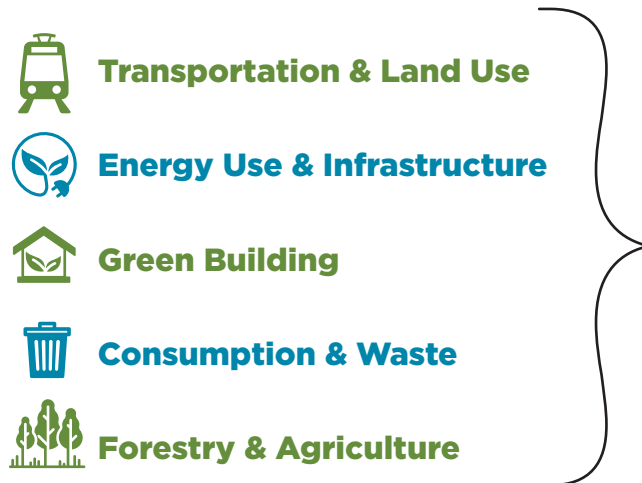 Transportation & Land Use
Energy Use & Infrastructure
Green Building
Consumption & Waste
Forestry & Agriculture